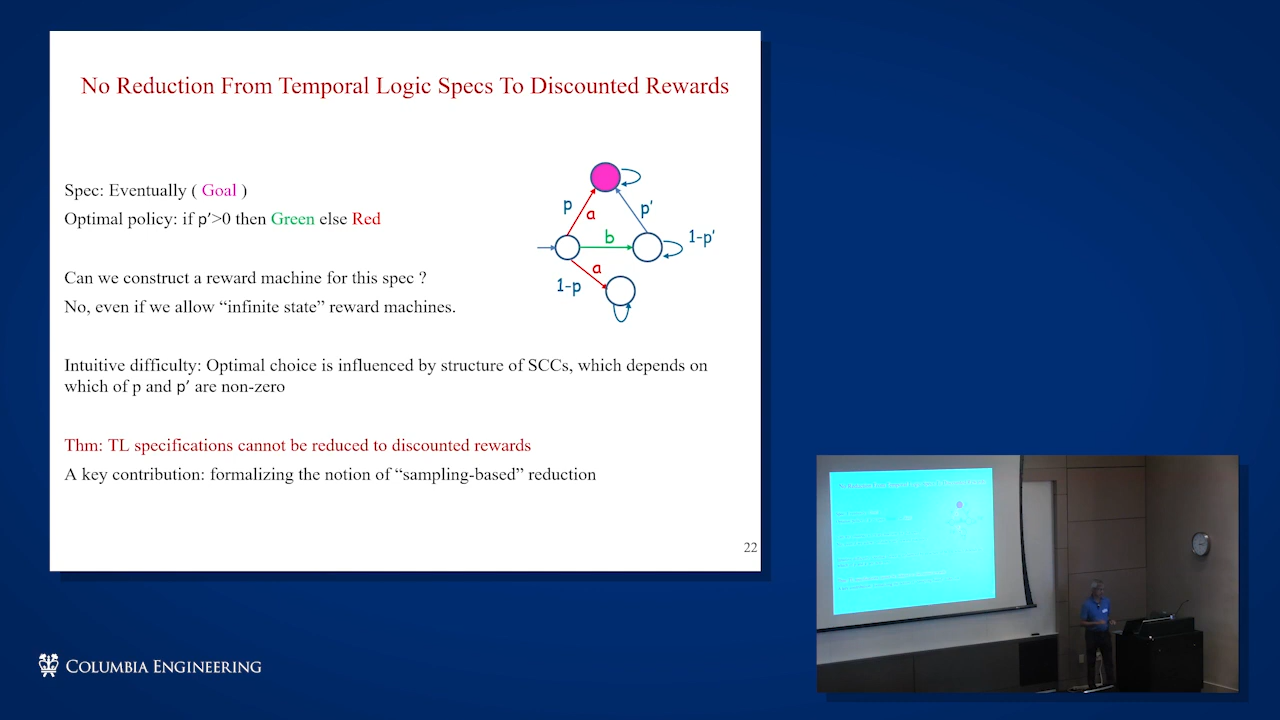 No Reduction From Temporal Logic Specs To Discounted Rewards
Spec: Eventually ( Goal )
Optimal policy: if p′>0 then Green else Red
p
a
p′
b
1-p′
a
1-p
Can we construct a reward machine for this spec ?
No, even if we allow “infinite state” reward machines.
Intuitive difficulty: Optimal choice is influenced by structure of SCCs, which depends on
which of p and p′ are non-zero
Thm: TL specifications cannot be reduced to discounted rewards
A key contribution: formalizing the notion of “sampling-based” reduction
22
COLUMBIA ENGINEERING